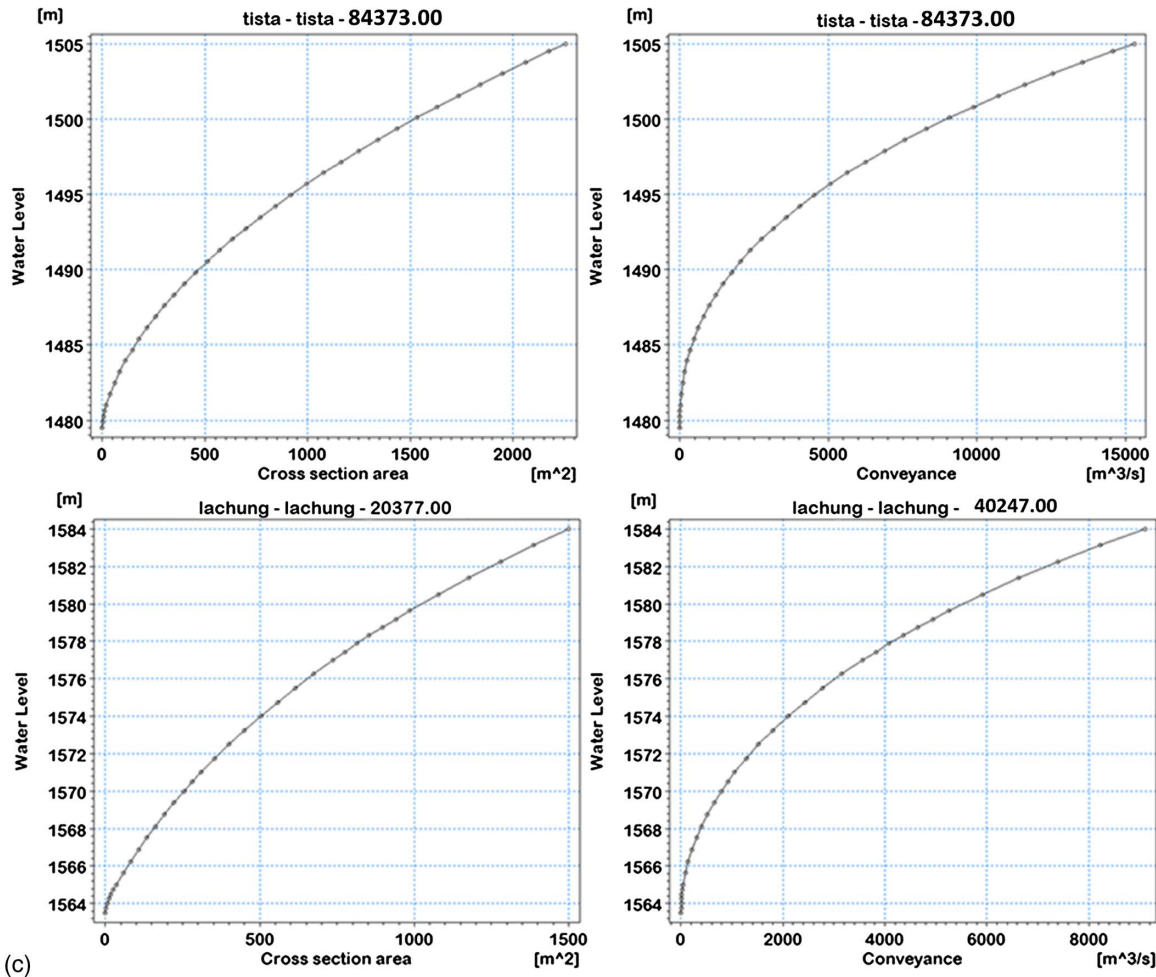 [m]
tista - tista - 84373.00
1505
1500
1495
1490
1485
1480
Water Level
0 500 1000 1500 2000
Cross section area [m^2]
[m]
tista - tista - 84373.00
1505
1500
1495
1490
1485
1480
Water Level
0 5000 10000 15000
Conveyance [m^3/s]
[m]
lachung - lachung - 20377.00
1584
1582
1580
1578
1576
1574
1572
1570
1568
1566
1564
Water Level
0 500 1000 1500
Cross section area [m^2]
[m]
lachung - lachung - 40247.00
1584
1582
1580
1578
1576
1574
1572
1570
1568
1566
1564
Water Level
0 2000 4000 6000 8000
Conveyance [m^3/s]
(c)